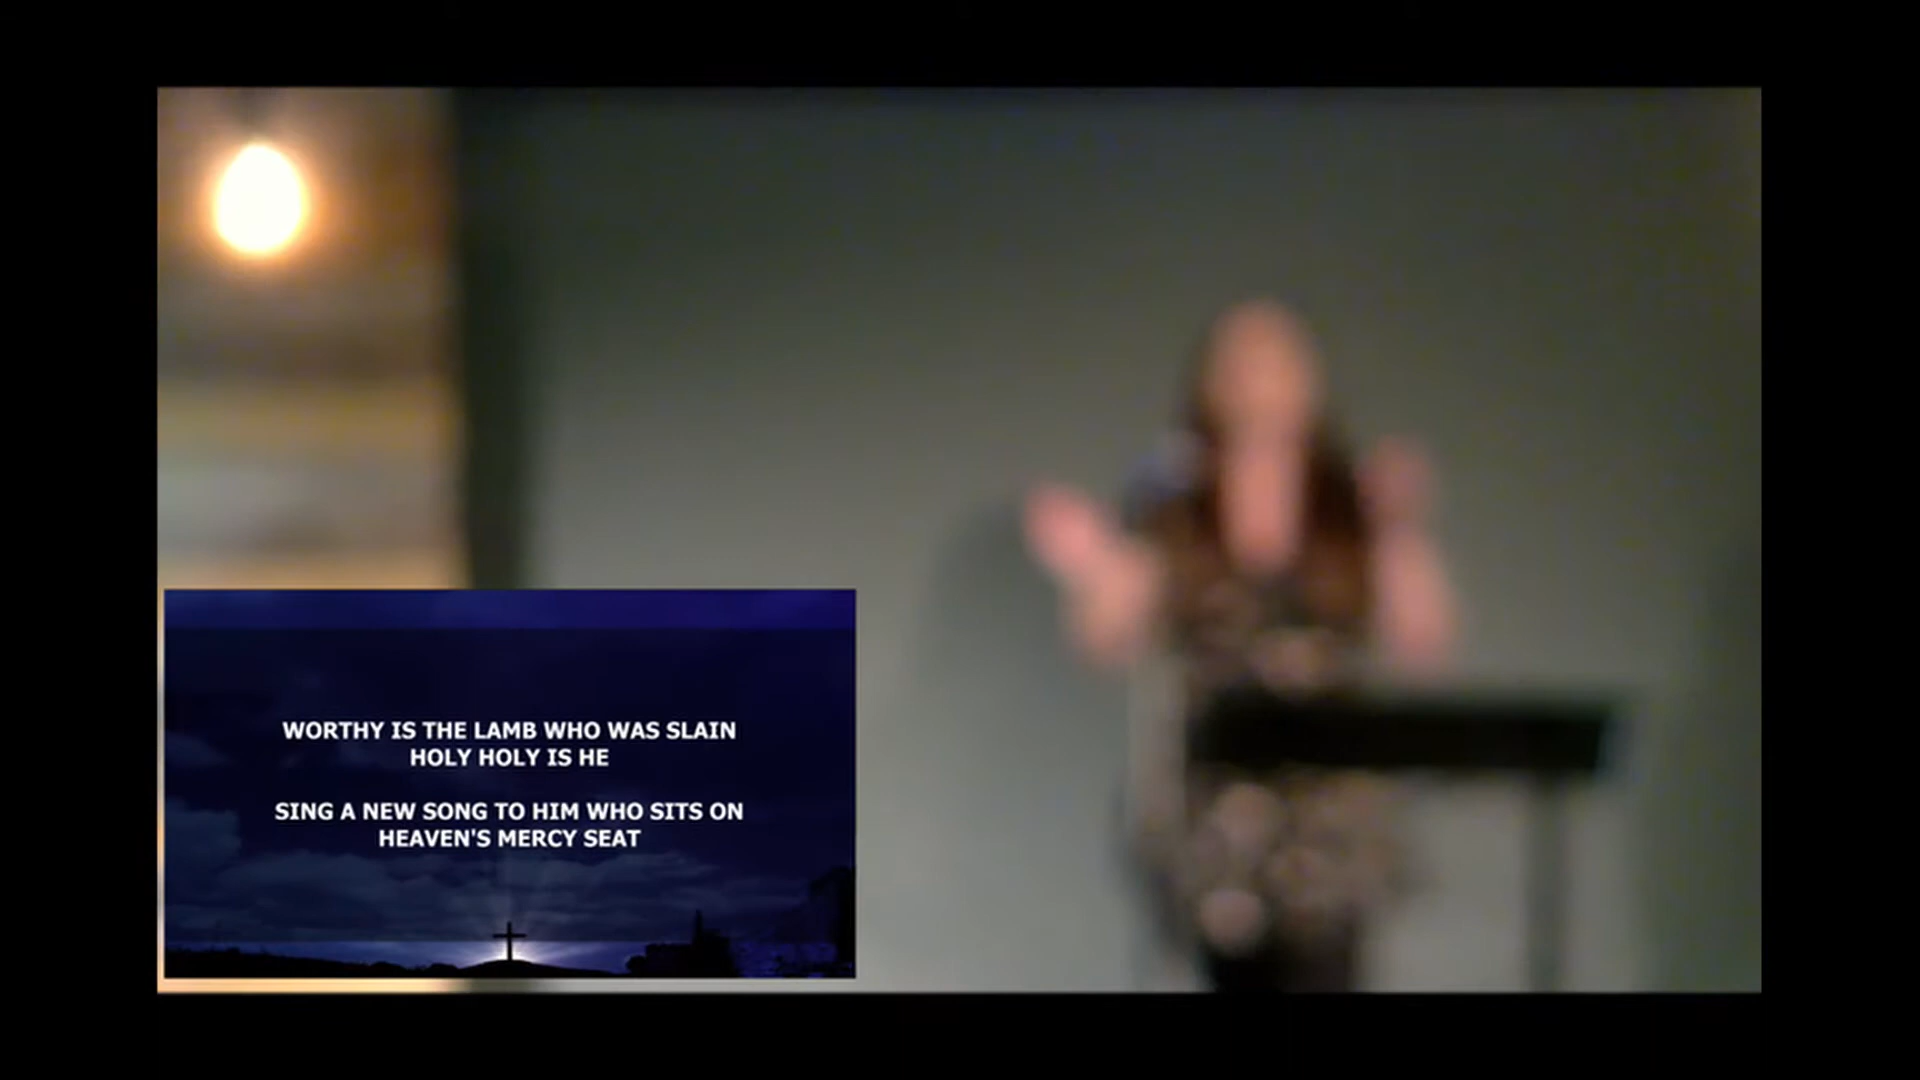 WORTHY IS THE LAMB WHO WAS SLAIN
HOLY HOLY IS HE
SING A NEW SONG TO HIM WHO SITS ON
HEAVEN'S MERCY SEAT